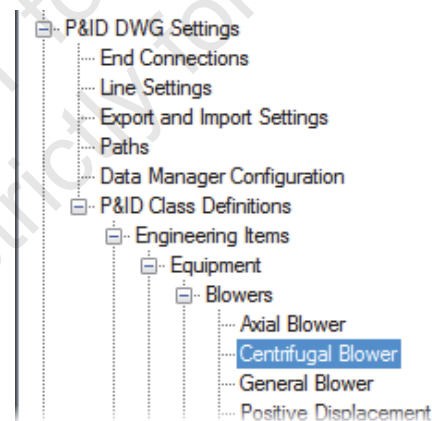 P&ID DWG Settings
End Connections
Line Settings
Export and Import Settings
Paths
Data Manager Configuration
P&ID Class Definitions
Engineering Items
Equipment
Blowers
Axial Blower
Centrifugal Blower
General Blower
Positive Displacement